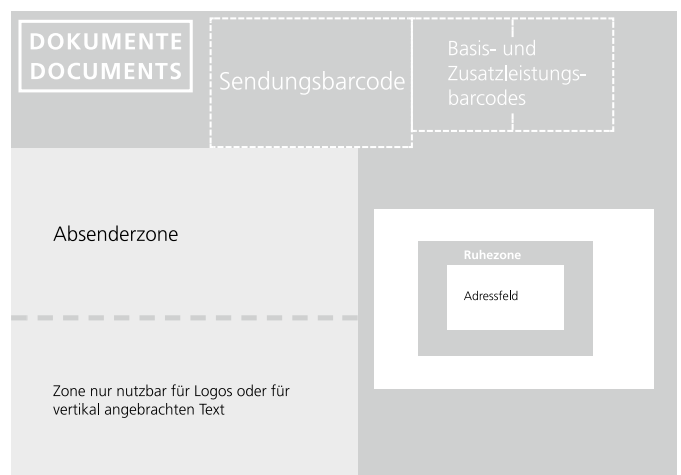 DOKUMENTE
DOCUMENTS
Sendungsbarcode
Basis- und
Zusatzleistungs-
barcodes
Absenderzone
Ruhezone
Adressfeld
Zone nur nutzbar für Logos oder für
vertikal angebrachten Text